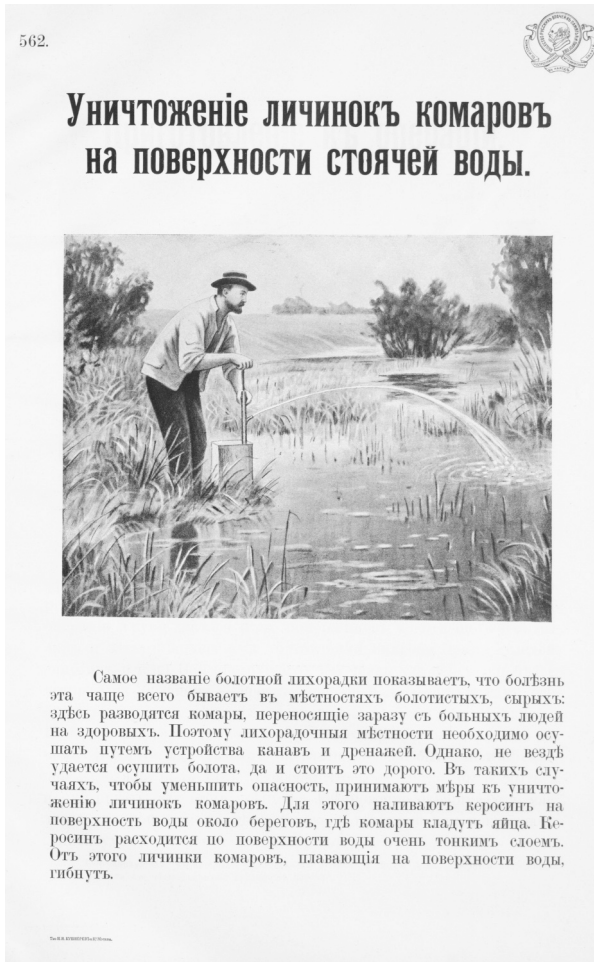 562.
Уничтоженіе личинокъ комаровъ
на поверхности стоячей воды.
Самое названіе болотной лихорадки показываетъ, что болѣзнь
эта чаще всего бываетъ въ мѣстностяхъ болотистыхъ, сырыхъ:
здѣсь разводятся комары, переносящіе заразу съ больныхъ людей
на здоровыхъ. Поэтому лихорадочныя мѣстности необходимо осу-
шать путемъ устройства канавъ и дренажей. Однако, не вездѣ
удается осушить болота, да и стоитъ это дорого. Въ такихъ слу-
чаяхъ, чтобы уменьшить опасность, принимаютъ мѣры къ уничто-
женію личинокъ комаровъ. Для этого наливаютъ керосинъ на
поверхность воды около береговъ, гдѣ комары кладутъ яйца. Ке-
росинъ расходится по поверхности воды очень тонкимъ слоемъ.
Отъ этого личинки комаровъ, плавающія на поверхности воды,
гибнутъ.